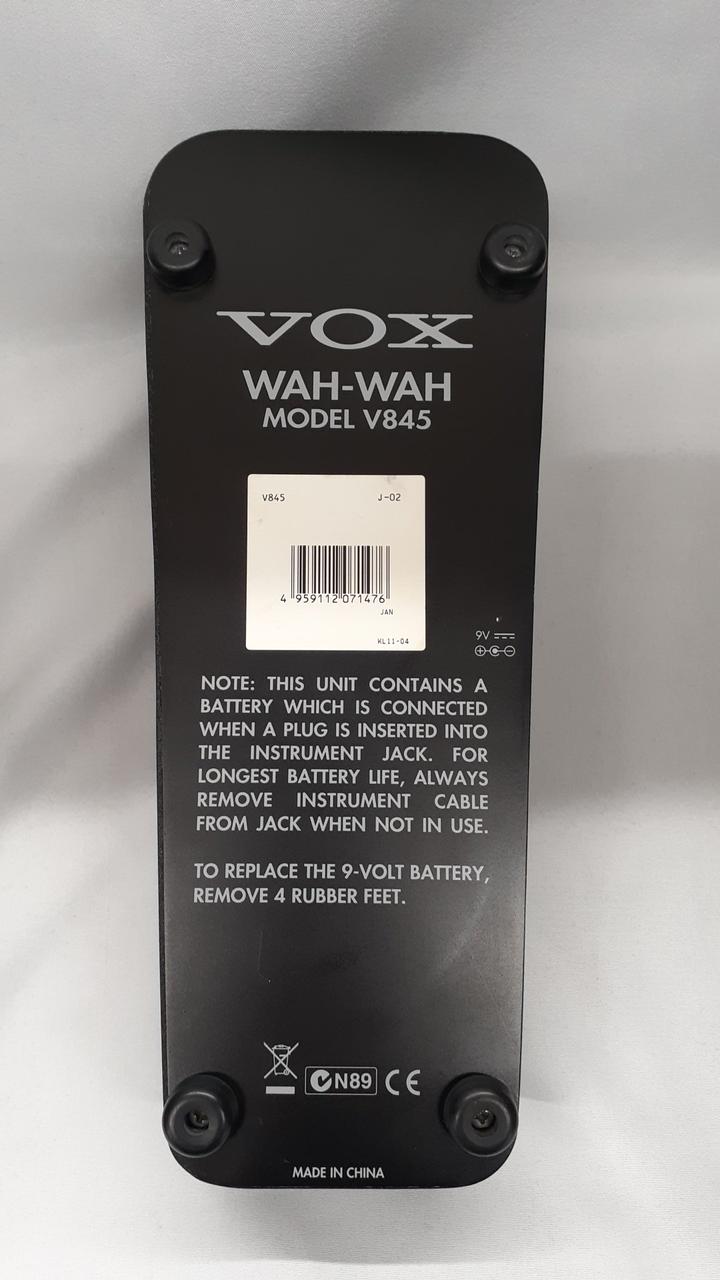 VOX
WAH-WAH
MODEL V845
V845 J-02
4 959112 071476
JAN
KL11-04
9V
NOTE: THIS UNIT CONTAINS A
BATTERY WHICH IS CONNECTED
WHEN A PLUG IS INSERTED INTO
THE INSTRUMENT JACK. FOR
LONGEST BATTERY LIFE, ALWAYS
REMOVE INSTRUMENT CABLE
FROM JACK WHEN NOT IN USE.
TO REPLACE THE 9-VOLT BATTERY,
REMOVE 4 RUBBER FEET.
N89 CE
MADE IN CHINA